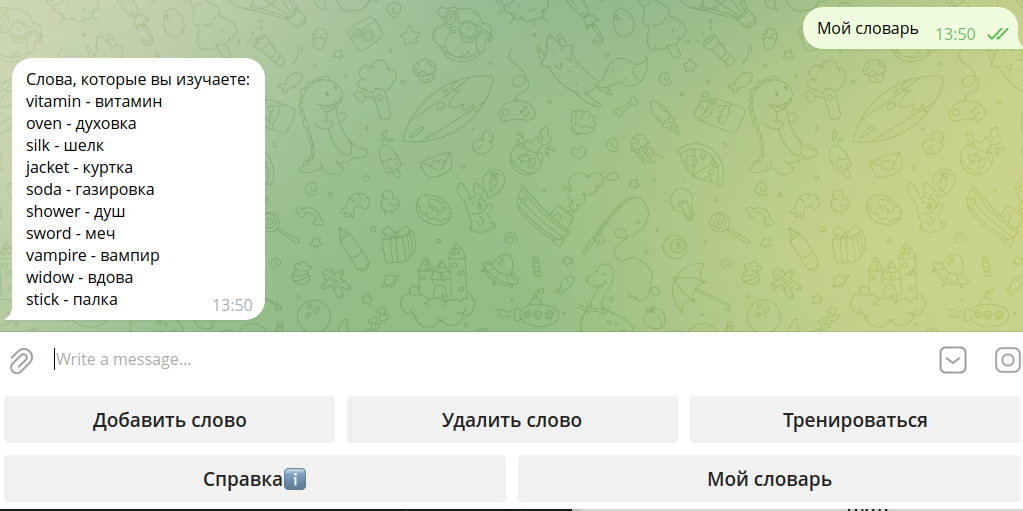 Мой словарь 13:50
Слова, которые вы изучаете:
vitamin - витамин
oven - духовка
silk - шелк
jacket - куртка
soda - газировка
shower - душ
sword - меч
vampire - вампир
widow - вдова
stick - палка
13:50
Write a message...
Добавить слово
Удалить слово
Тренироваться
Справкаℹ️
Мой словарь